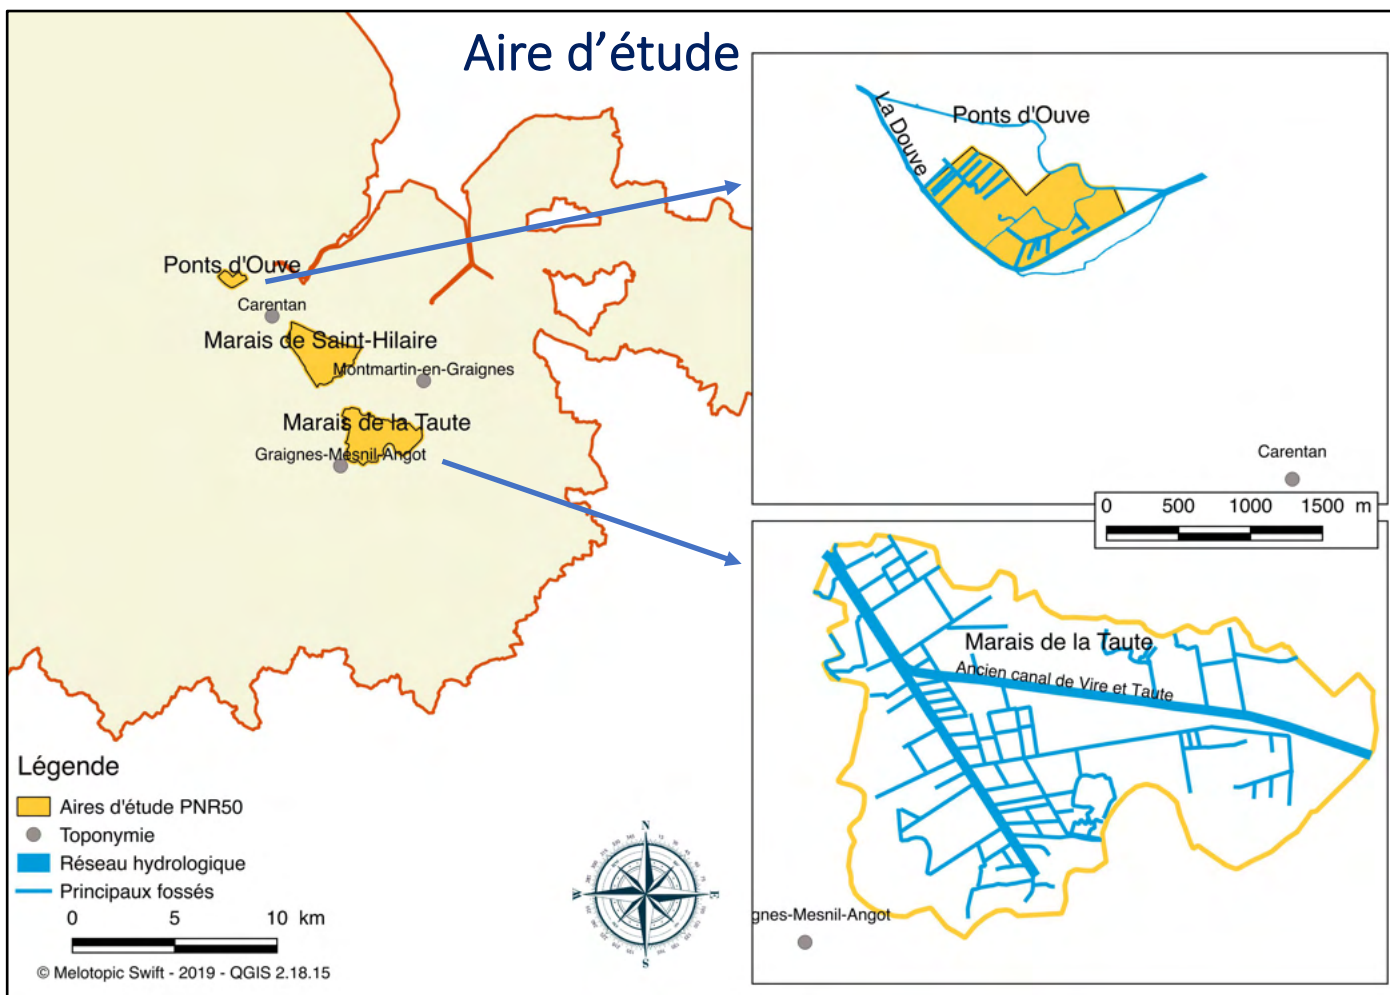 Aire d'étude
Ponts d'Ouve
Carentan
Marais de Saint-Hilaire
Montmartin-en-Graignes
Marais de la Taute
Graignes-Mesnil-Angot
Légende
Aires d'étude PNR50
Toponymie
Réseau hydrologique
Principaux fossés
0 5 10 km
© Melotopic Swift - 2019 - QGIS 2.18.15
N
W E
S
La Douve
Ponts d'Ouve
Carentan
0 500 1000 1500 m
Marais de la Taute
Ancien canal de Vire et Taute
gnes-Mesnil-Angot